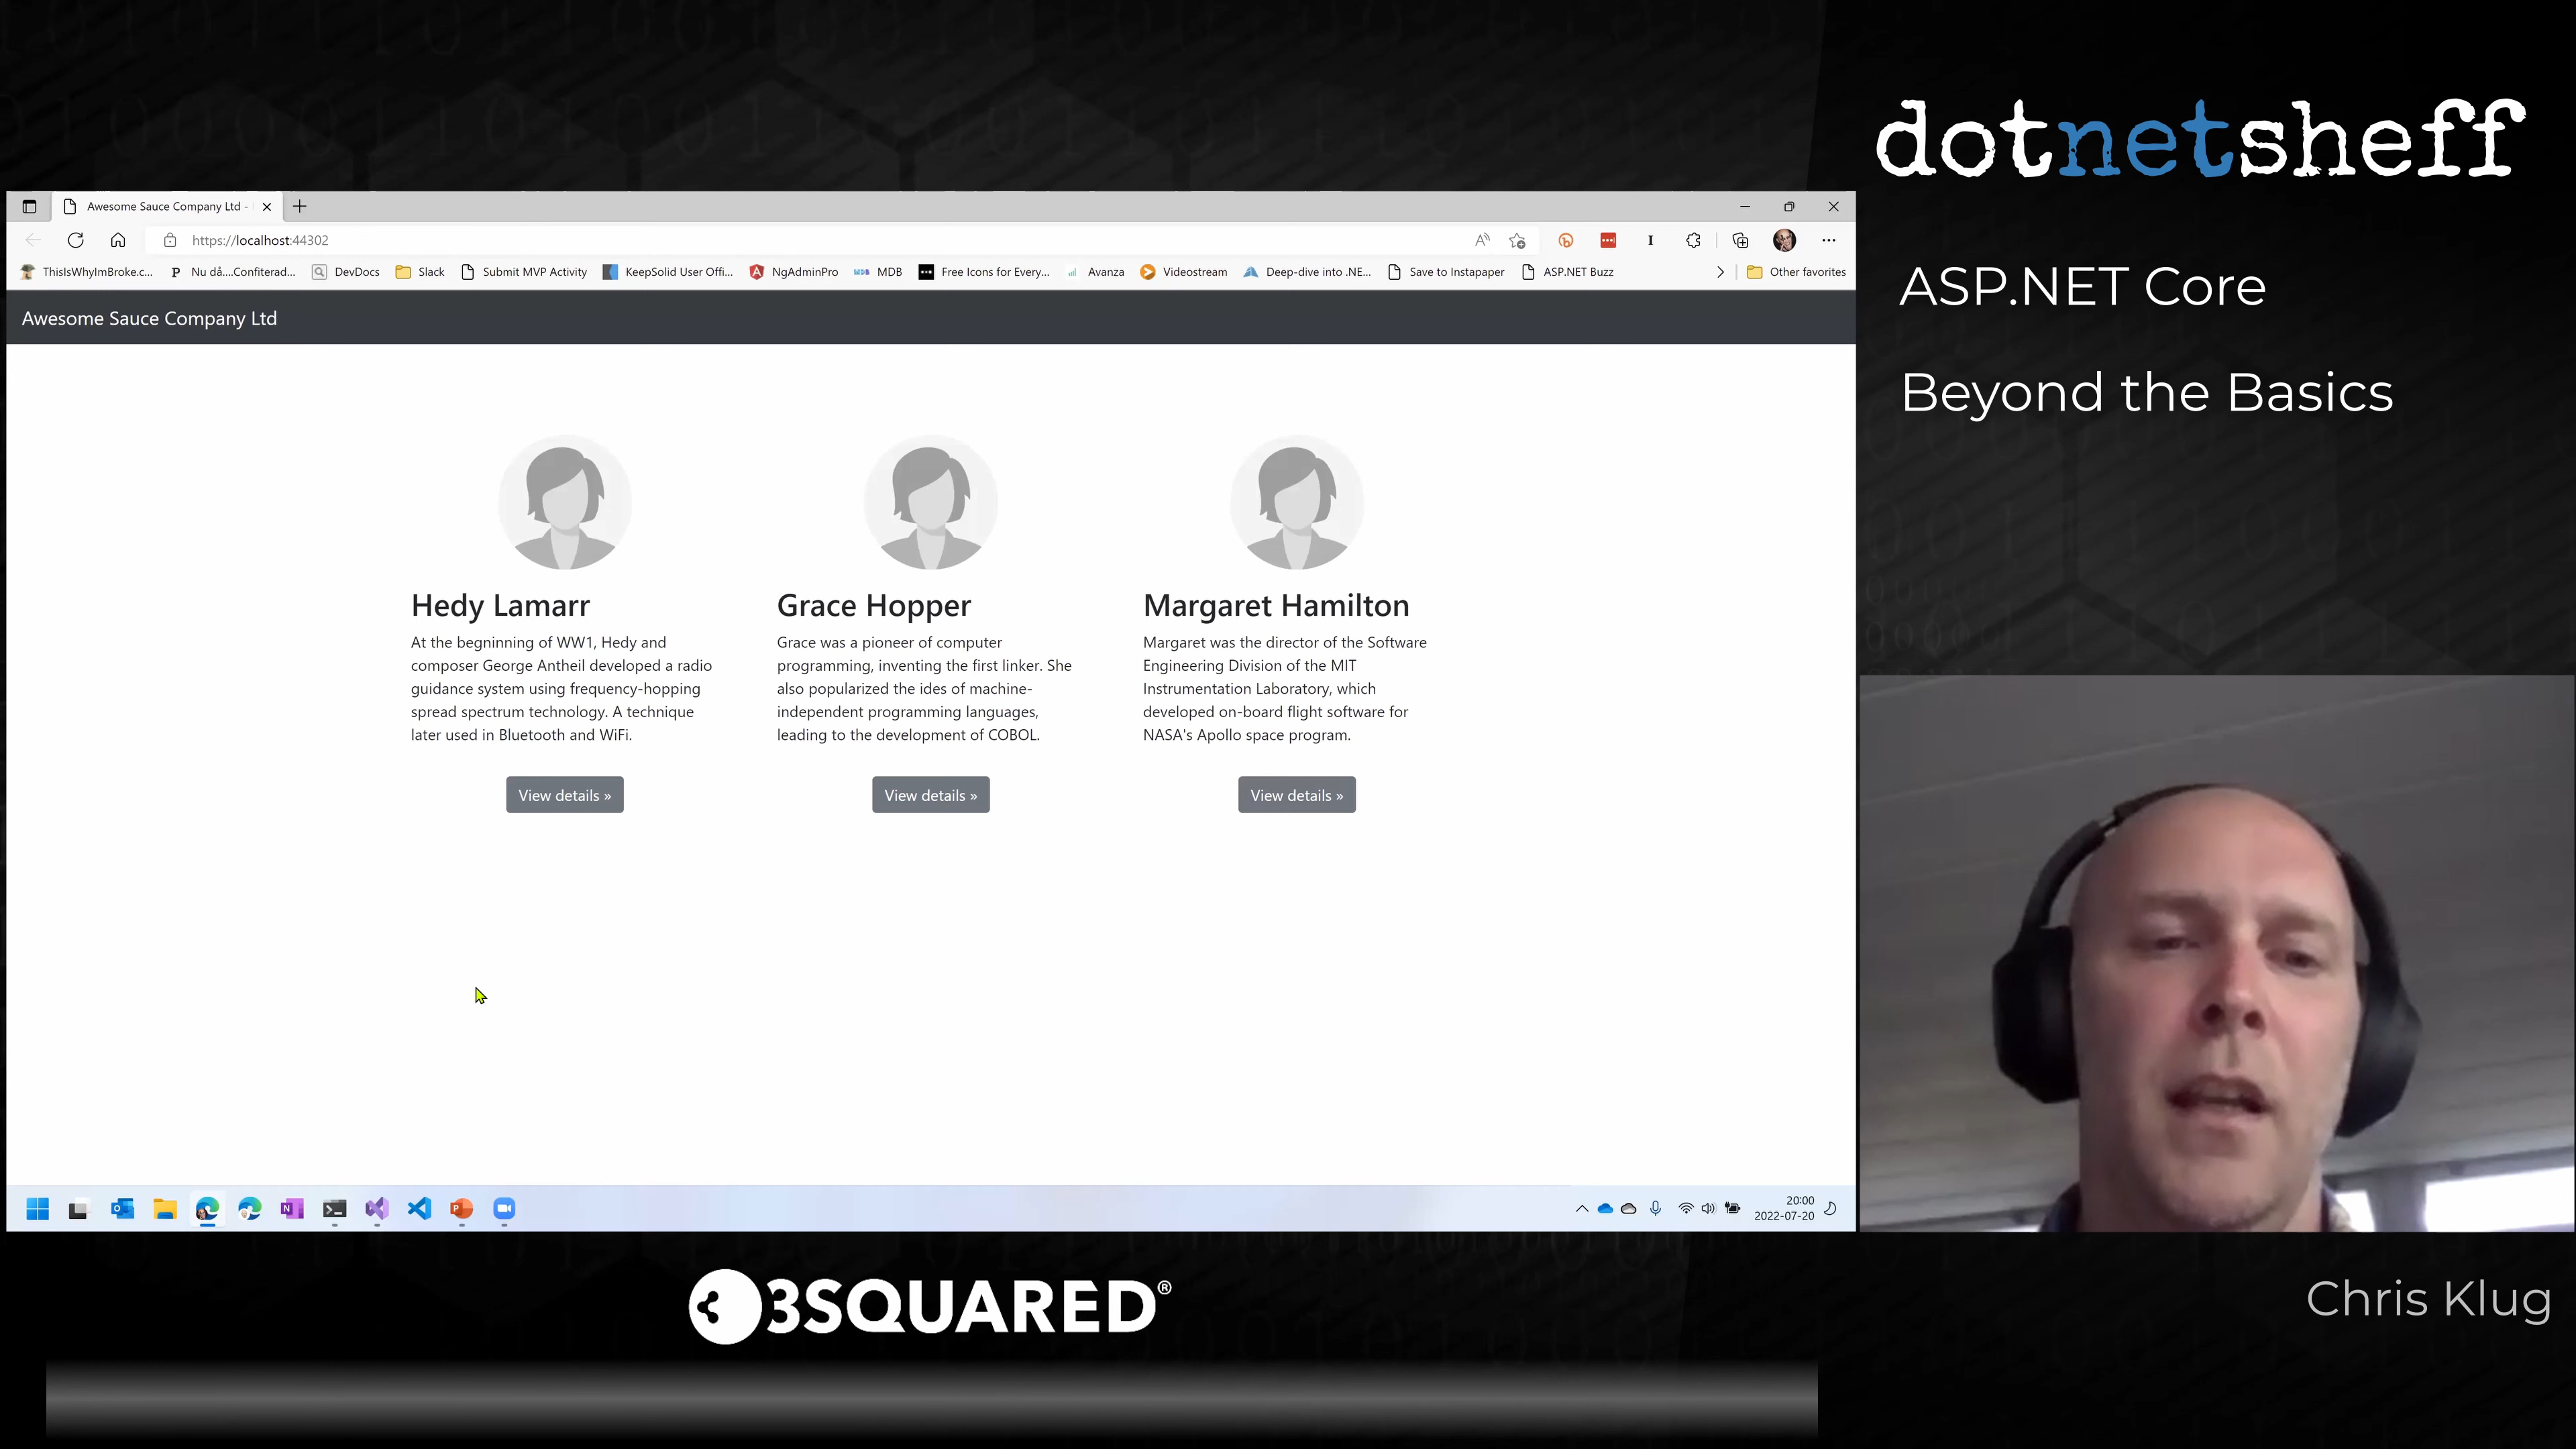 dotnetsheff
ASP.NET Core
Beyond the Basics
Awesome Sauce Company Ltd -
https://localhost:44302
ThisIsWhyImBroke.c... Nu då....Confiterad... DevDocs Slack Submit MVP Activity KeepSolid User Offi... NgAdminPro MDB Free Icons for Every... Avanza Videostream Deep-dive into .NE... Save to Instapaper ASP.NET Buzz Other favorites
Awesome Sauce Company Ltd
Hedy Lamarr
At the begninning of WW1, Hedy and
composer George Antheil developed a radio
guidance system using frequency-hopping
spread spectrum technology. A technique
later used in Bluetooth and WiFi.
View details »
Grace Hopper
Grace was a pioneer of computer
programming, inventing the first linker. She
also popularized the ides of machine-
independent programming languages,
leading to the development of COBOL.
View details »
Margaret Hamilton
Margaret was the director of the Software
Engineering Division of the MIT
Instrumentation Laboratory, which
developed on-board flight software for
NASA's Apollo space program.
View details »
20:00
2022-07-20
3SQUARED®
Chris Klug